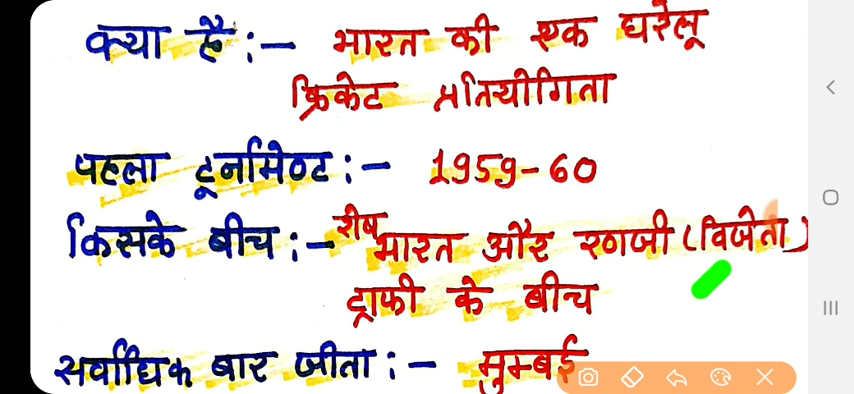 क्या है :- भारत की एक घरेलू
क्रिकेट प्रतियोगिता
पहला टूर्नामेण्ट :- 1959-60
किसके बीच :- शेष भारत और रणजी (विजेता)
ट्राफी के बीच
सर्वाधिक बार जीता :- मुम्बई